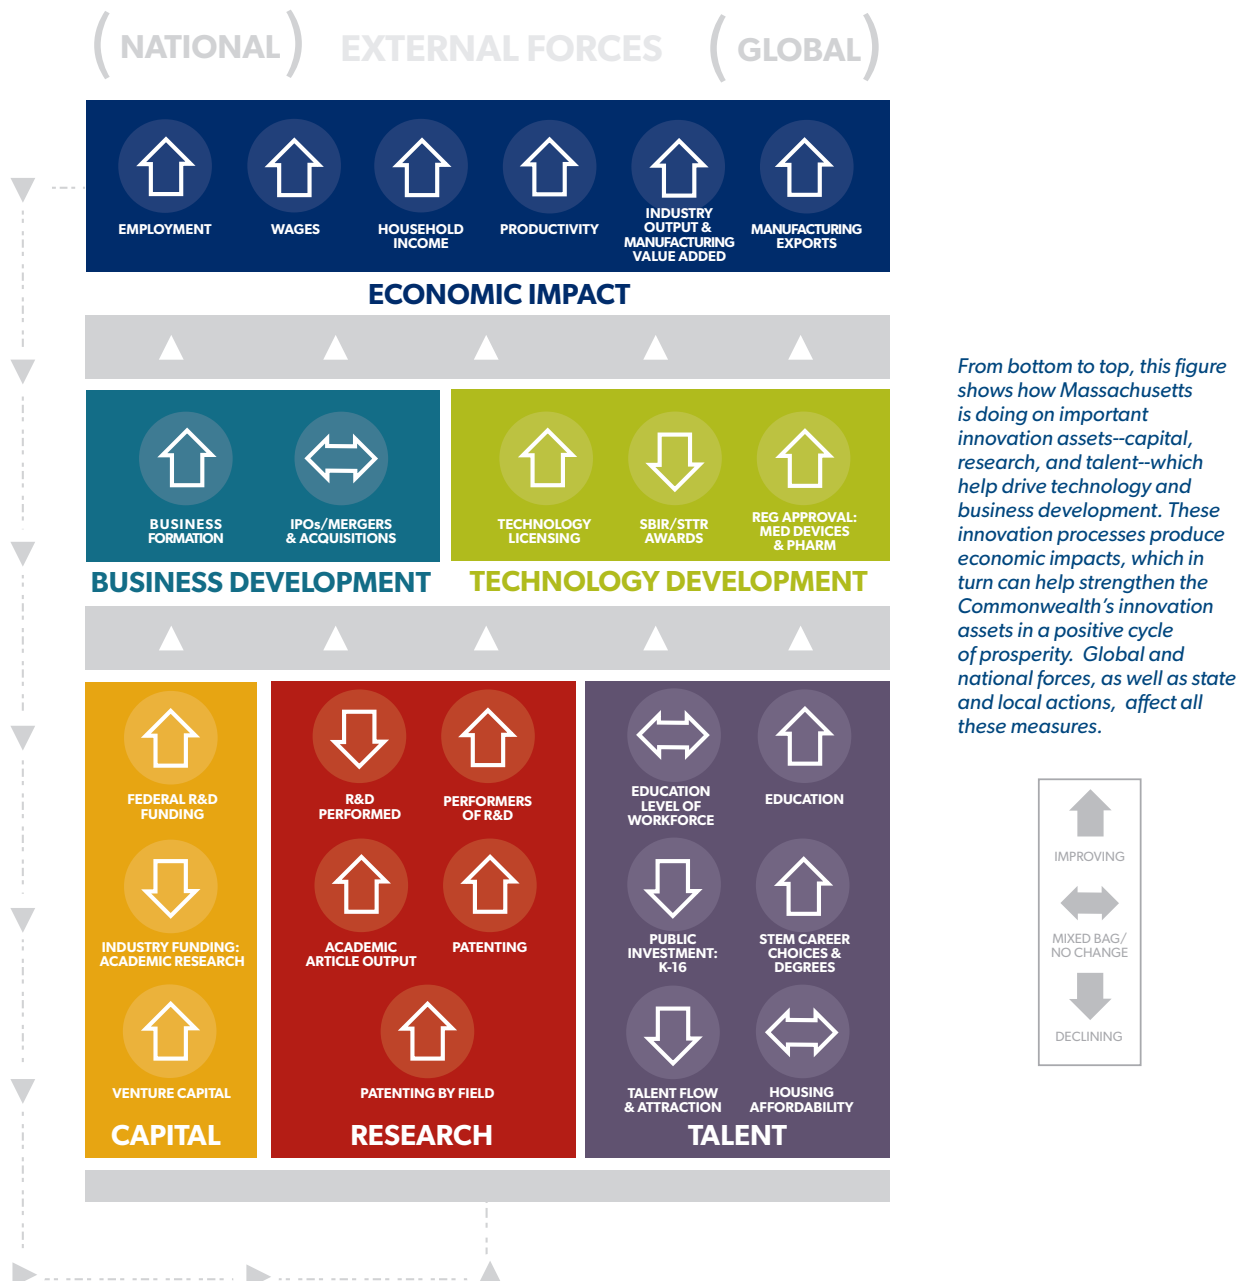 (NATIONAL) EXTERNAL FORCES (GLOBAL)
EMPLOYMENT
WAGES
HOUSEHOLD
INCOME
PRODUCTIVITY
INDUSTRY
OUTPUT &
MANUFACTURING
VALUE ADDED
MANUFACTURING
EXPORTS
ECONOMIC IMPACT
BUSINESS
FORMATION
IPOs/MERGERS
& ACQUISITIONS
BUSINESS DEVELOPMENT
TECHNOLOGY
LICENSING
SBIR/STTR
AWARDS
REG APPROVAL:
MED DEVICES
& PHARM
TECHNOLOGY DEVELOPMENT
FEDERAL R&D
FUNDING
INDUSTRY FUNDING:
ACADEMIC RESEARCH
VENTURE CAPITAL
CAPITAL
R&D
PERFORMED
PERFORMERS
OF R&D
ACADEMIC
ARTICLE OUTPUT
PATENTING
PATENTING BY FIELD
RESEARCH
EDUCATION
LEVEL OF
WORKFORCE
EDUCATION
PUBLIC
INVESTMENT:
K-16
STEM CAREER
CHOICES &
DEGREES
TALENT FLOW
& ATTRACTION
HOUSING
AFFORDABILITY
TALENT
From bottom to top, this figure
shows how Massachusetts
is doing on important
innovation assets--capital,
research, and talent--which
help drive technology and
business development. These
innovation processes produce
economic impacts, which in
turn can help strengthen the
Commonwealth's innovation
assets in a positive cycle
of prosperity. Global and
national forces, as well as state
and local actions, affect all
these measures.
IMPROVING
MIXED BAG/
NO CHANGE
DECLINING